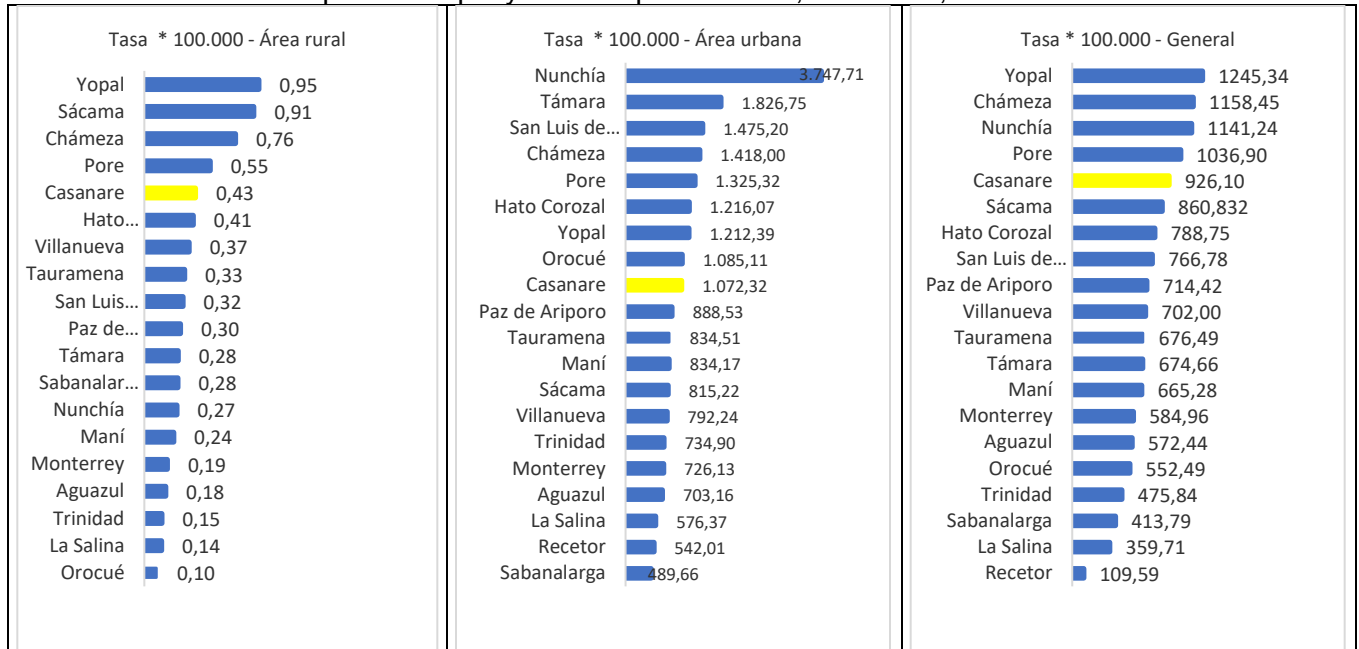 Tasa * 100.000 - Área rural
Yopal 0,95
Sácama 0,91
Chámeza 0,76
Pore 0,55
Casanare 0,43
Hato... 0,41
Villanueva 0,37
Tauramena 0,33
San Luis... 0,32
Paz de... 0,30
Támara 0,28
Sabanalar... 0,28
Nunchía 0,27
Maní 0,24
Monterrey 0,19
Aguazul 0,18
Trinidad 0,15
La Salina 0,14
Orocué 0,10
Tasa * 100.000 - Área urbana
Nunchía 3.747,71
Támara 1.826,75
San Luis de... 1.475,20
Chámeza 1.418,00
Pore 1.325,32
Hato Corozal 1.216,07
Yopal 1.212,39
Orocué 1.085,11
Casanare 1.072,32
Paz de Ariporo 888,53
Tauramena 834,51
Maní 834,17
Sácama 815,22
Villanueva 792,24
Trinidad 734,90
Monterrey 726,13
Aguazul 703,16
La Salina 576,37
Recetor 542,01
Sabanalarga 489,66
Tasa * 100.000 - General
Yopal 1245,34
Chámeza 1158,45
Nunchía 1141,24
Pore 1036,90
Casanare 926,10
Sácama 860,832
Hato Corozal 788,75
San Luis de... 766,78
Paz de Ariporo 714,42
Villanueva 702,00
Tauramena 676,49
Támara 674,66
Maní 665,28
Monterrey 584,96
Aguazul 572,44
Orocué 552,49
Trinidad 475,84
Sabanalarga 413,79
La Salina 359,71
Recetor 109,59